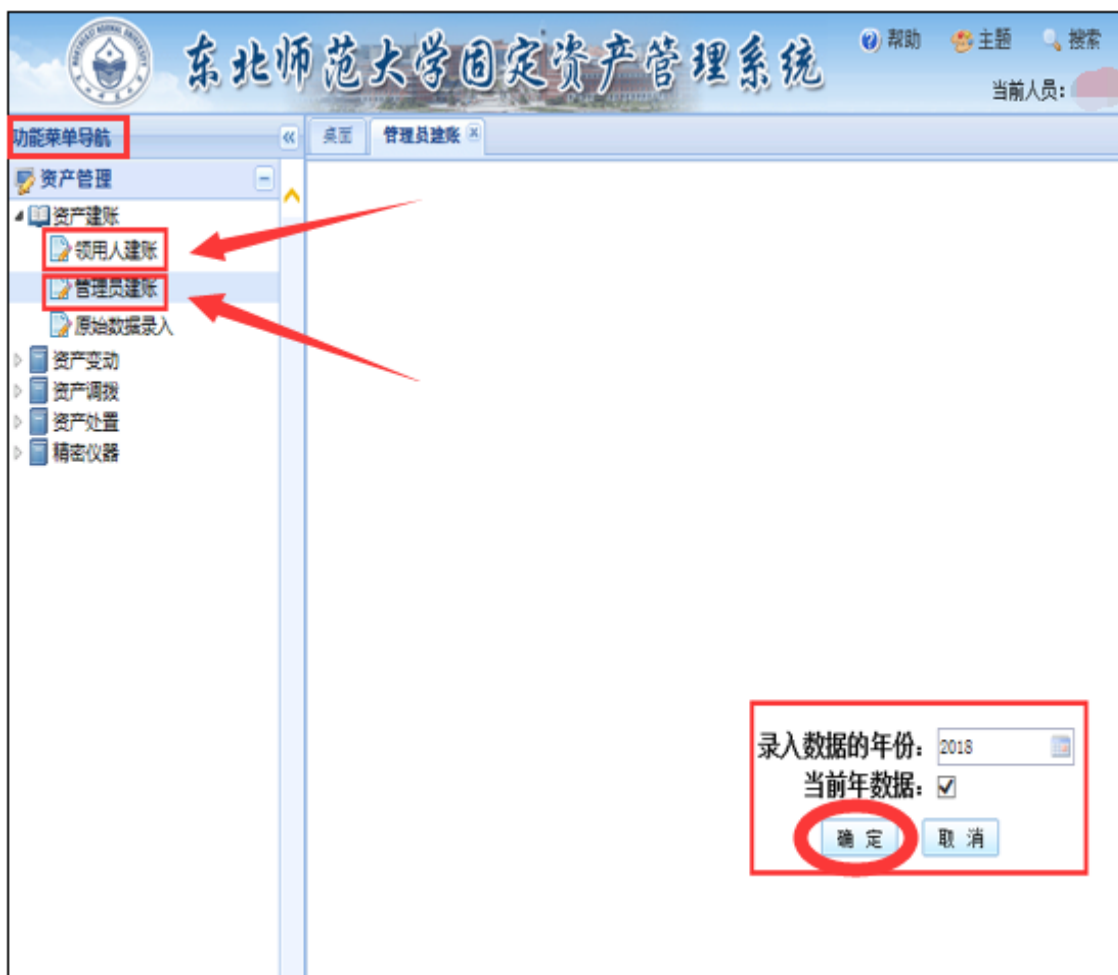 东北师范大学固定资产管理系统
帮助 主题 搜索
当前人员：
功能菜单导航
桌面 管理员建账
资产管理
资产建账
领用人建账
管理员建账
原始数据录入
资产变动
资产调拨
资产处置
精密仪器
录入数据的年份： 2018
当前年数据：
确 定 取 消